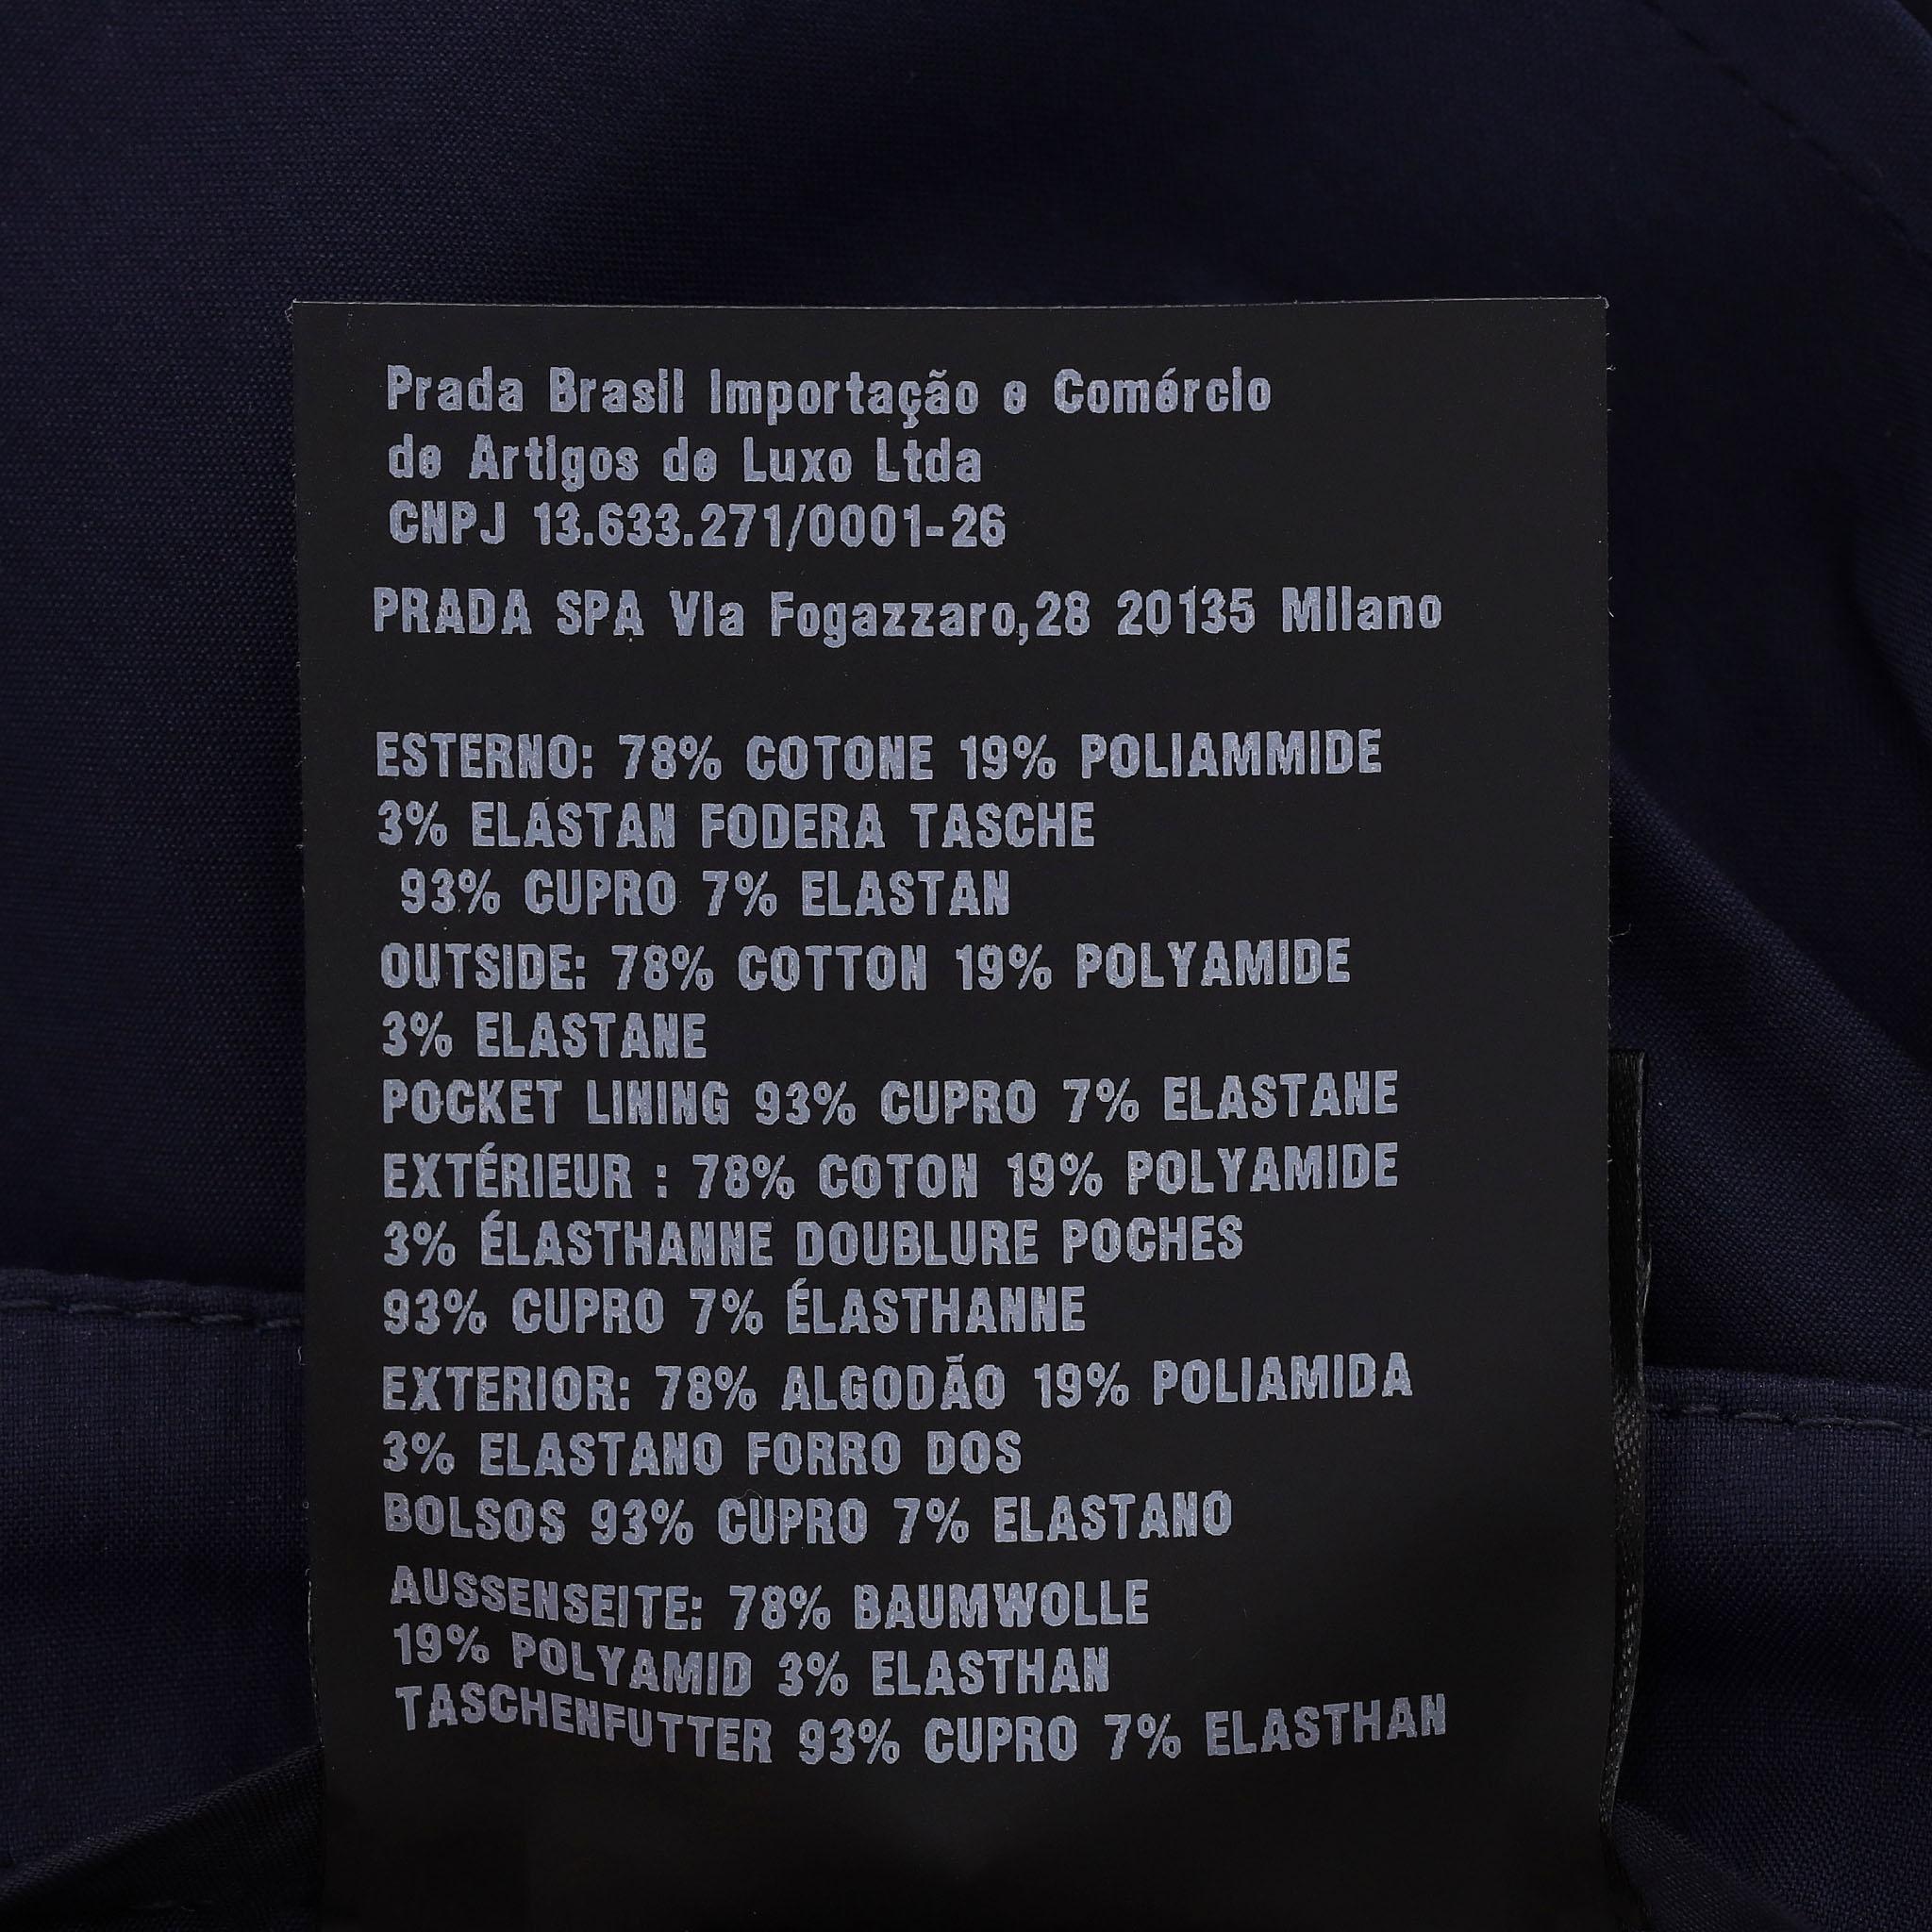 Prada Brasil Importação e Comércio
de Artigos de Luxo Ltda
CNPJ 13.633.271/0001-26
PRADA SPA Via Fogazzaro,28 20135 Milano
ESTERNO: 78% COTONE 19% POLIAMMIDE
3% ELASTAN FODERA TASCHE
93% CUPRO 7% ELASTAN
OUTSIDE: 78% COTTON 19% POLYAMIDE
3% ELASTANE
POCKET LINING 93% CUPRO 7% ELASTANE
EXTÉRIEUR : 78% COTON 19% POLYAMIDE
3% ÉLASTHANNE DOUBLURE POCHES
93% CUPRO 7% ÉLASTHANNE
EXTERIOR: 78% ALGODÃO 19% POLIAMIDA
3% ELASTANO FORRO DOS
BOLSOS 93% CUPRO 7% ELASTANO
AUSSENSEITE: 78% BAUMWOLLE
19% POLYAMID 3% ELASTHAN
TASCHENFUTTER 93% CUPRO 7% ELASTHAN